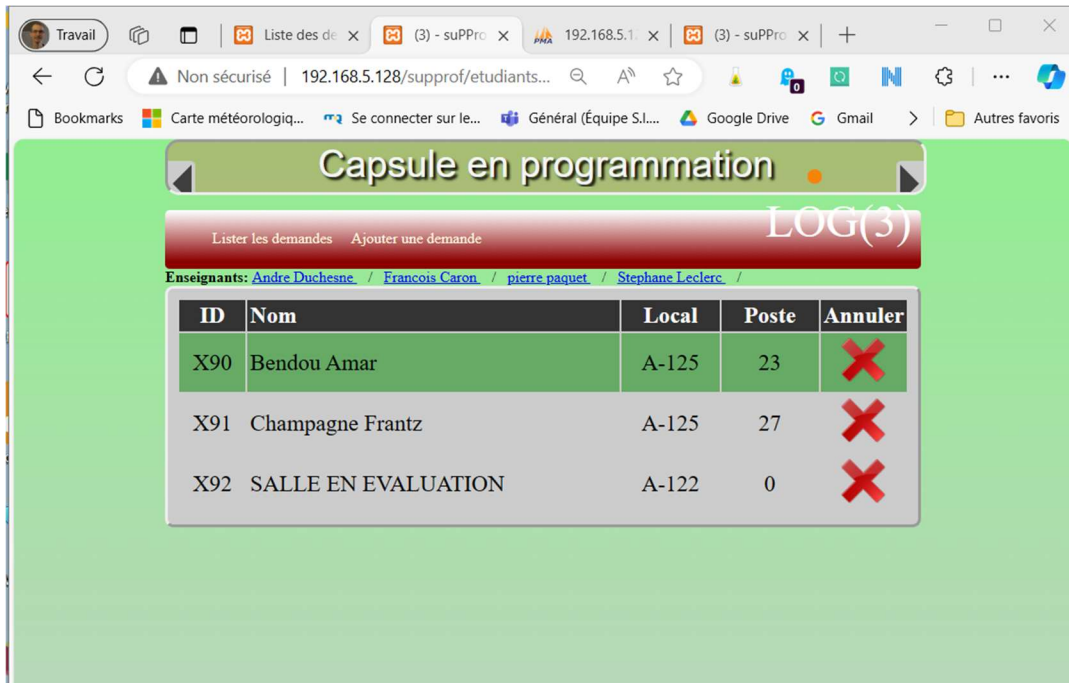 Travail Liste des de (3) - suPPro 192.168.5.1. (3) - suPPro
Non sécurisé | 192.168.5.128/supprof/etudiants...
Bookmarks Carte météorologiq... Se connecter sur le... Général (Équipe S.I.... Google Drive Gmail Autres favoris
Capsule en programmation
LOG(3)
Lister les demandes Ajouter une demande
Enseignants: Andre Duchesne / Francois Caron / pierre paquet / Stephane Leclerc /
ID Nom Local Poste Annuler
X90 Bendou Amar A-125 23
X91 Champagne Frantz A-125 27
X92 SALLE EN EVALUATION A-122 0